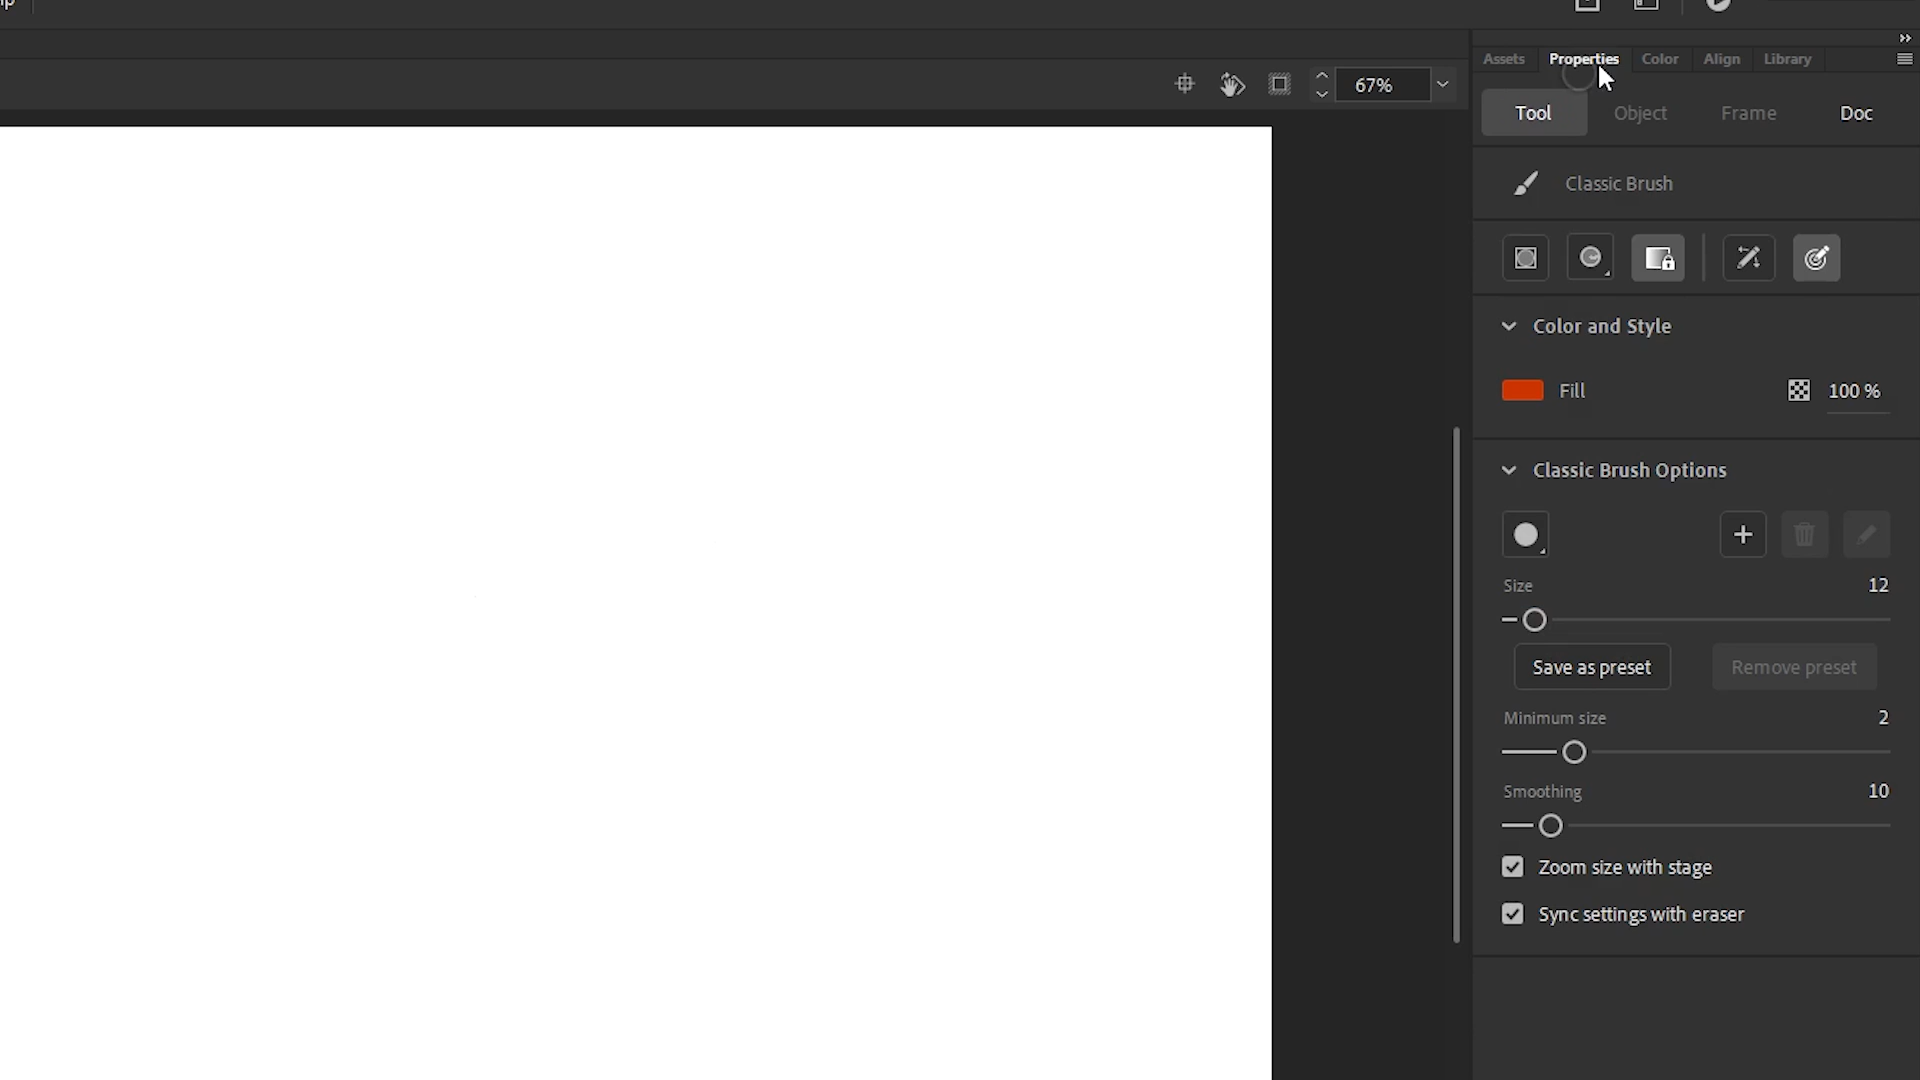 Assets Properties Color Align Library
67%
Tool Object Frame Doc
Classic Brush
Color and Style
Fill 100 %
Classic Brush Options
Size 12
Save as preset Remove preset
Minimum size 2
Smoothing 10
Zoom size with stage
Sync settings with eraser